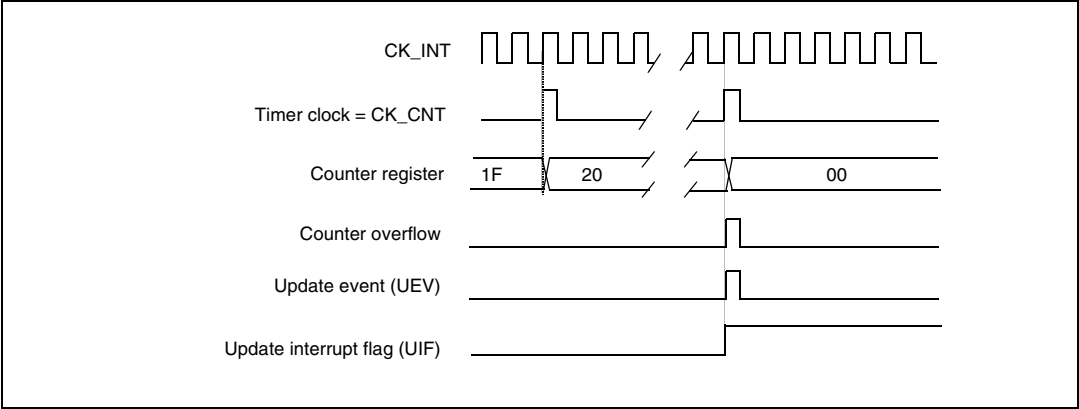 CK_INT
Timer clock = CK_CNT
Counter register 1F 20 00
Counter overflow
Update event (UEV)
Update interrupt flag (UIF)